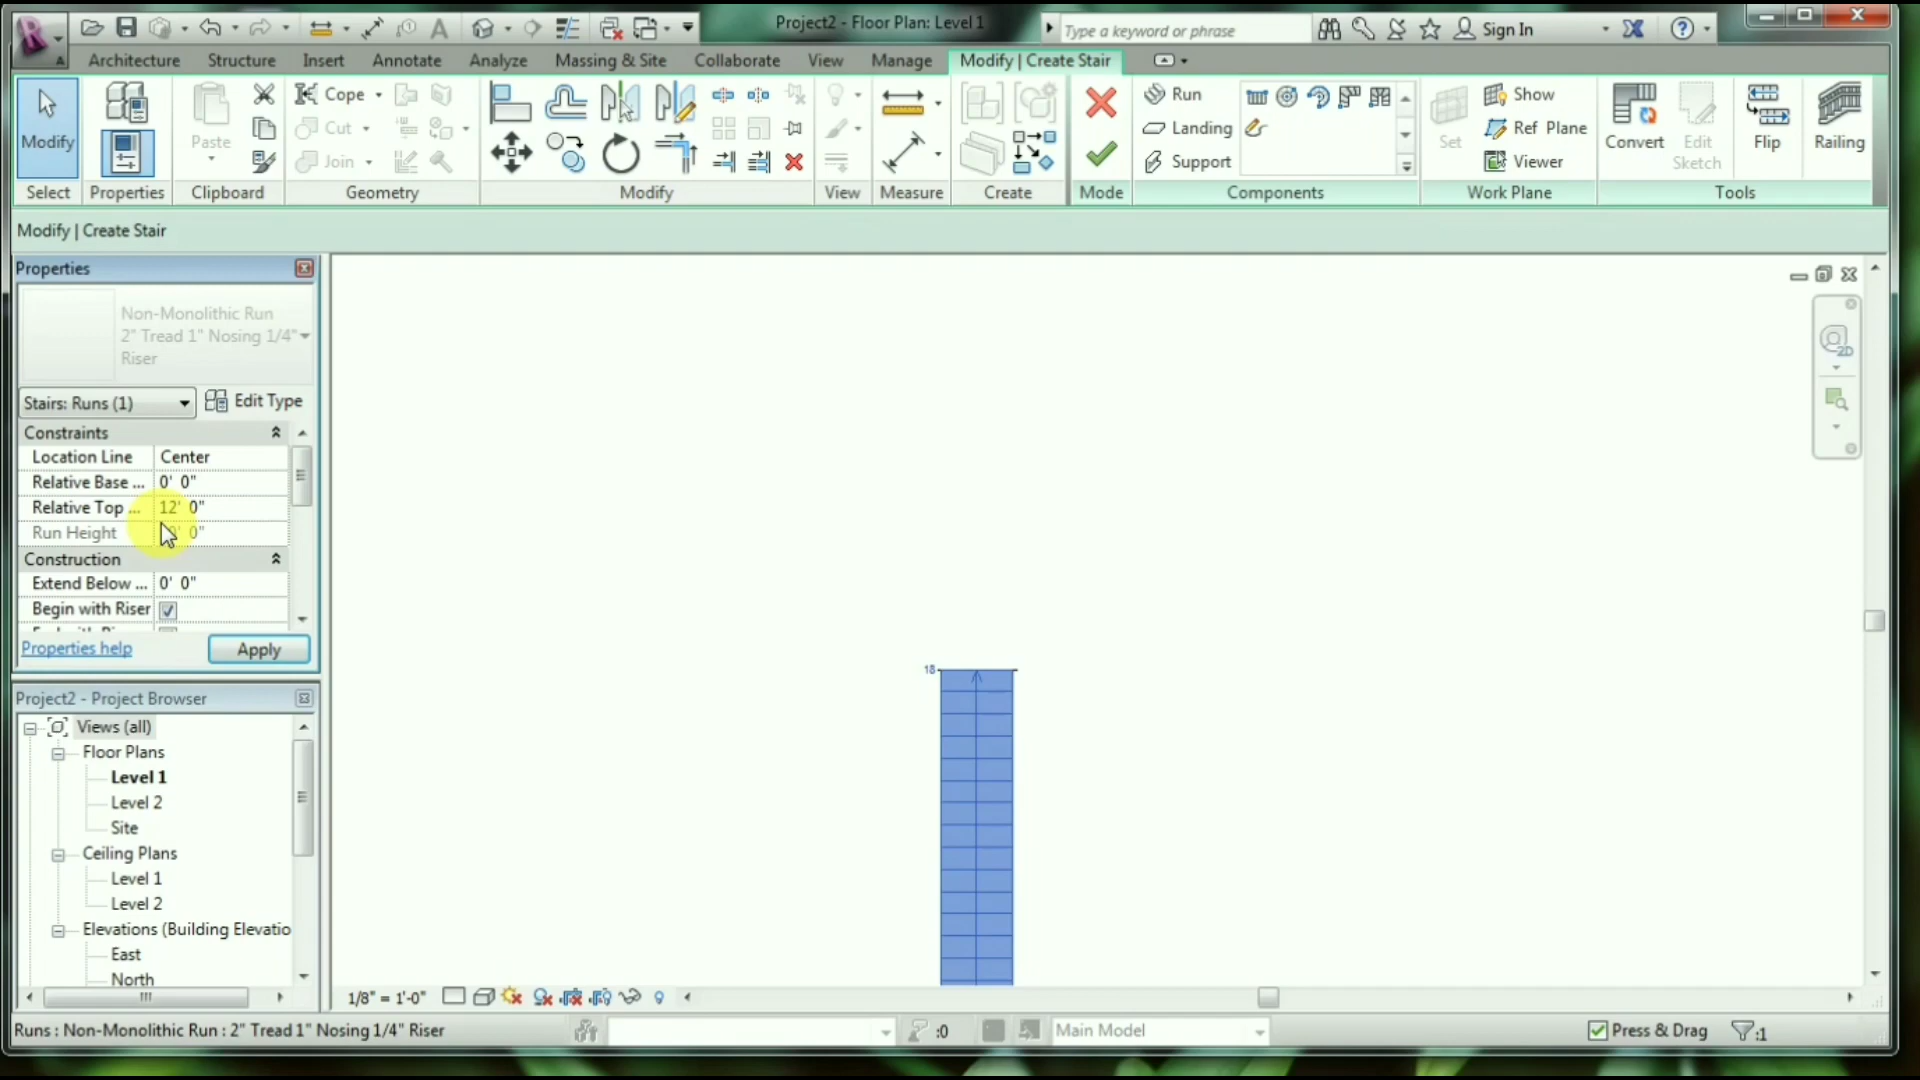 Project2 - Floor Plan: Level 1
Type a keyword or phrase
Sign In
Architecture Structure Insert Annotate Analyze Massing & Site Collaborate View Manage Modify | Create Stair
Modify
Paste
Cope
Cut
Join
Run
Landing
Support
Set
Show
Ref Plane
Viewer
Convert
Edit Sketch
Flip
Railing
Select Properties Clipboard Geometry Modify View Measure Create Mode Components Work Plane Tools
Modify | Create Stair
Properties
Non-Monolithic Run
2" Tread 1" Nosing 1/4"
Riser
Stairs: Runs (1)
Edit Type
Constraints
Location Line Center
Relative Base ... 0' 0"
Relative Top ... 12' 0"
Run Height 0"
Construction
Extend Below ... 0' 0"
Begin with Riser
Properties help
Apply
Project2 - Project Browser
Views (all)
Floor Plans
Level 1
Level 2
Site
Ceiling Plans
Level 1
Level 2
Elevations (Building Elevatio
East
North
18
2D
1/8" = 1'-0"
Runs : Non-Monolithic Run : 2" Tread 1" Nosing 1/4" Riser
:0
Main Model
Press & Drag
:1